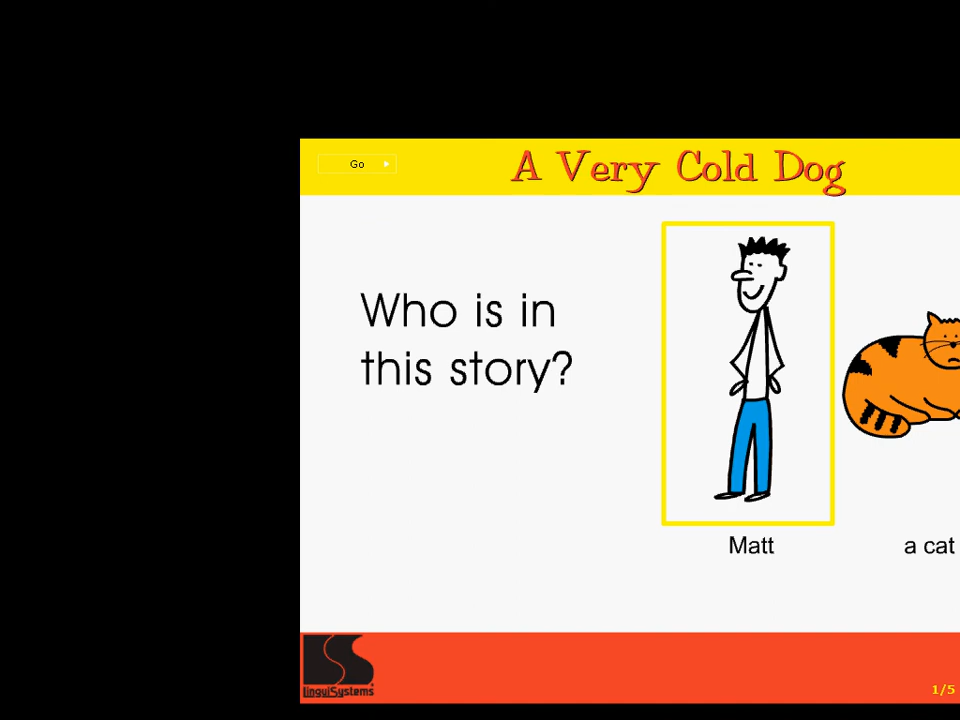 Go
A Very Cold Dog
Who is in
this story?
Matt
a cat
LinguiSystems
1/5